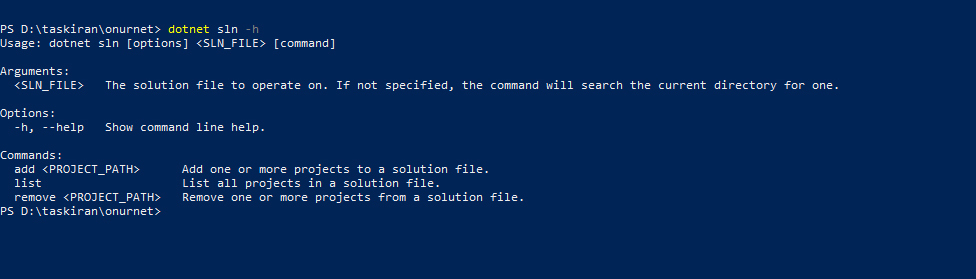 PS D:\taskiran\onurnet> dotnet sln -h
Usage: dotnet sln [options] <SLN_FILE> [command]
Arguments:
<SLN_FILE>   The solution file to operate on. If not specified, the command will search the current directory for one.
Options:
-h, --help   Show command line help.
Commands:
add <PROJECT_PATH>      Add one or more projects to a solution file.
list                    List all projects in a solution file.
remove <PROJECT_PATH>   Remove one or more projects from a solution file.
PS D:\taskiran\onurnet>